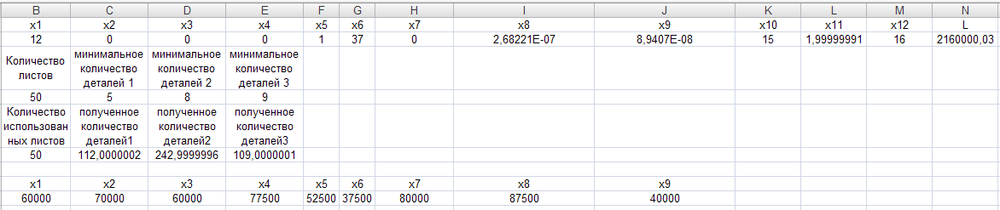 B C D E F G H I J K L M N
x1 x2 x3 x4 x5 x6 x7 x8 x9 x10 x11 x12 L
12 0 0 0 1 37 0 2,68221E-07 8,9407E-08 15 1,99999991 16 2160000,03
Количество листов минимальное количество деталей 1 минимальное количество деталей 2 минимальное количество деталей 3
50 5 8 9
Количество использован ных листов полученное количество деталей1 полученное количество деталей2 полученное количество деталей3
50 112,0000002 242,9999996 109,0000001
x1 x2 x3 x4 x5 x6 x7 x8 x9
60000 70000 60000 77500 52500 37500 80000 87500 40000